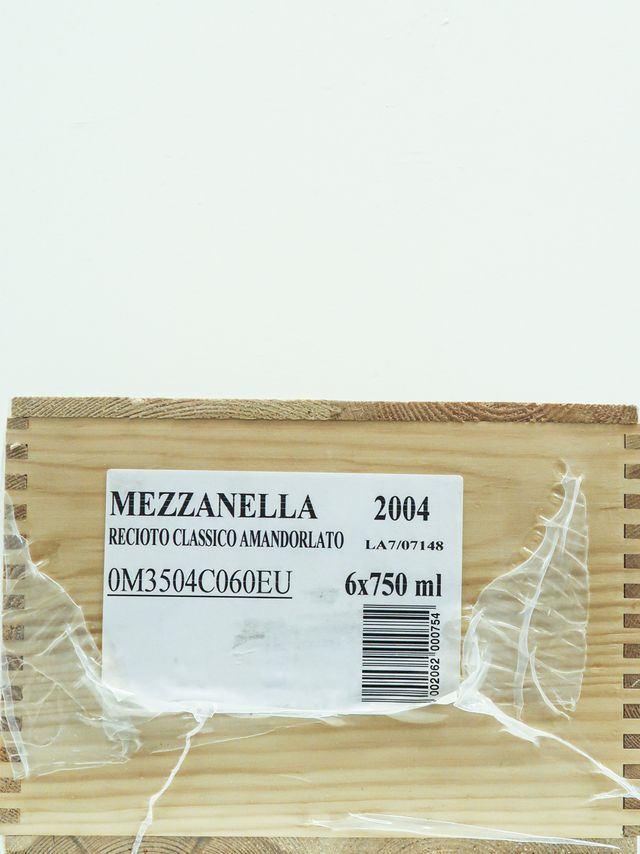 MEZZANELLA 2004
RECIOTO CLASSICO AMANDORLATO LA7/07148
0M3504C060EU 6x750 ml
002062 000754